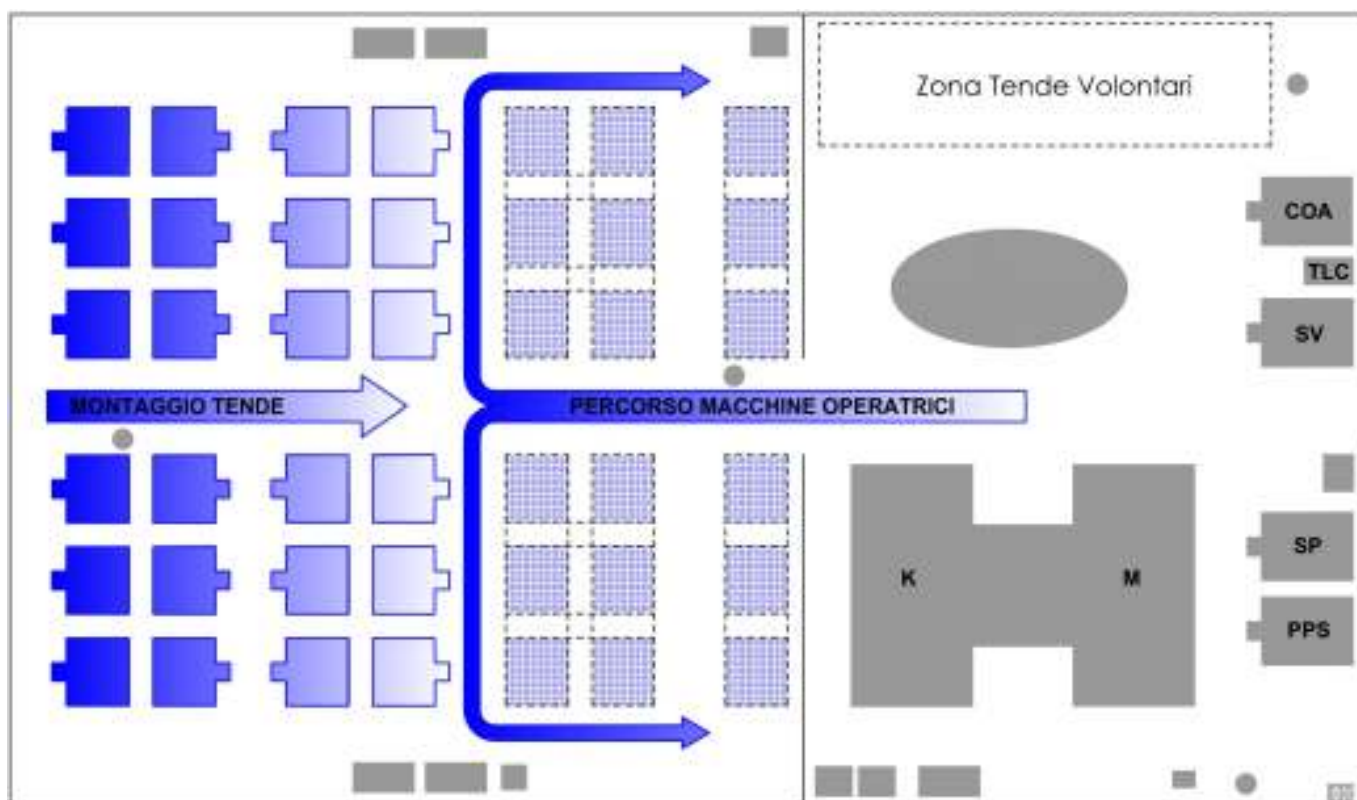 Zona Tende Volontari
COA
TLC
SV
MONTAGGIO TENDE
PERCORSO MACCHINE OPERATRICI
SP
K
M
PPS